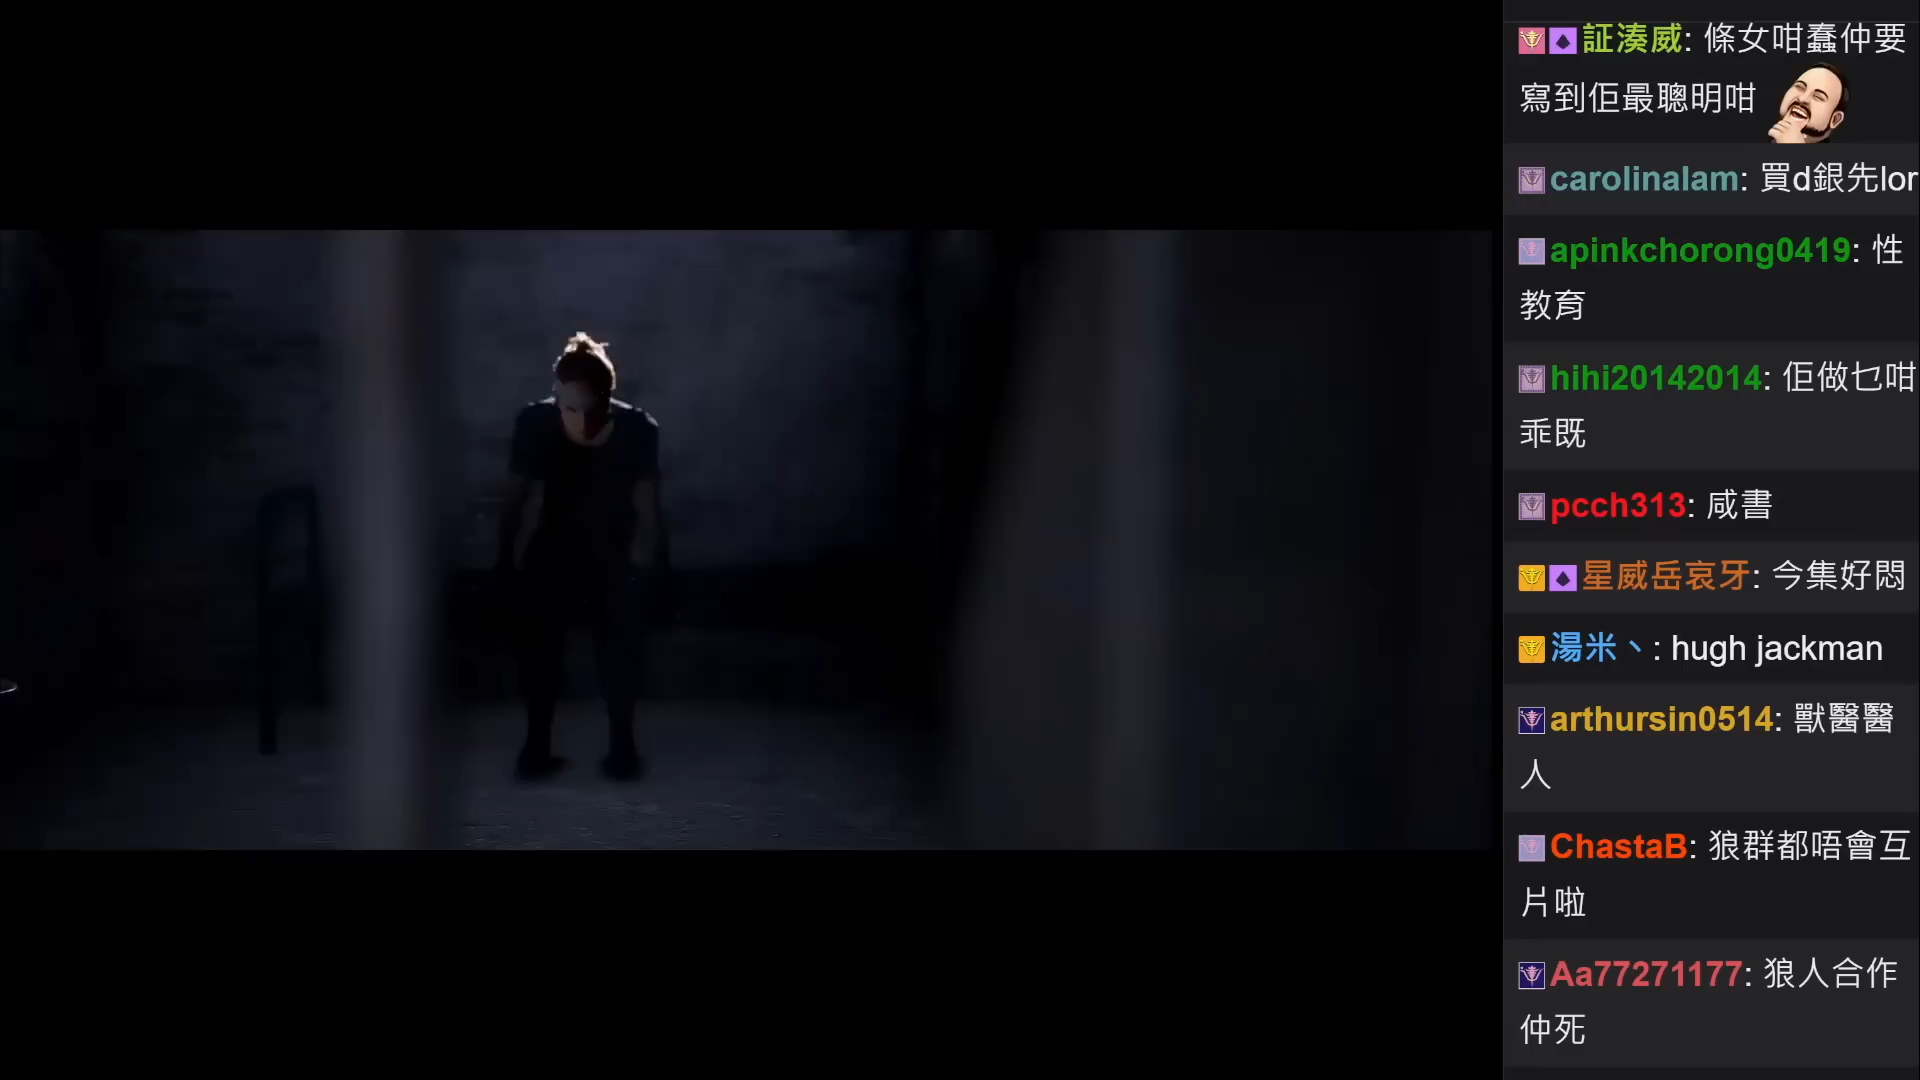 証湊威: 條女咁蠢仲要
寫到佢最聰明咁
carolinalam: 買d銀先lor
apinkchorong0419: 性
教育
hihi20142014: 佢做乜咁
乖既
pcch313: 咸書
星威岳哀牙: 今集好悶
湯米丶: hugh jackman
arthursin0514: 獸醫醫
人
ChastaB: 狼群都唔會互
片啦
Aa77271177: 狼人合作
仲死